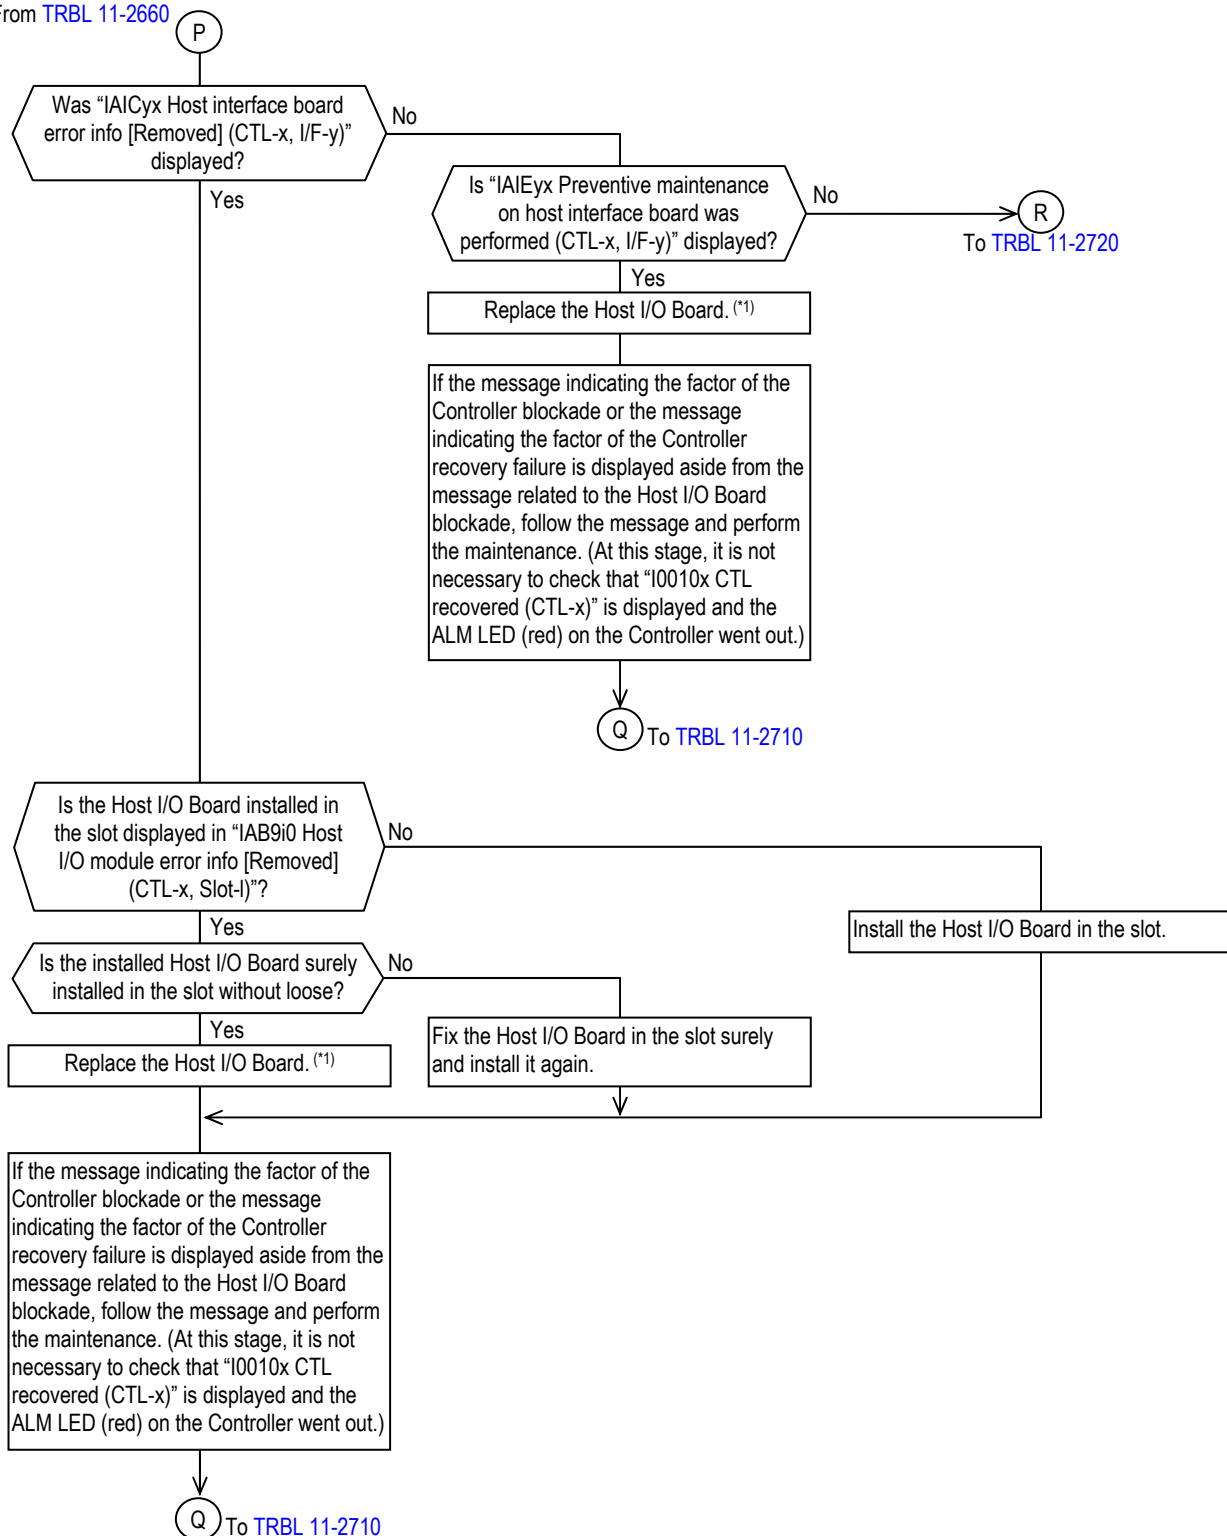 From TRBL 11-2660
P
Was “IAICyx Host interface board
error info [Removed] (CTL-x, I/F-y)”
displayed?
No
Yes
Is “IAIEyx Preventive maintenance
on host interface board was
performed (CTL-x, I/F-y)” displayed?
No
R
To TRBL 11-2720
Yes
Replace the Host I/O Board. (*1)
If the message indicating the factor of the
Controller blockade or the message
indicating the factor of the Controller
recovery failure is displayed aside from the
message related to the Host I/O Board
blockade, follow the message and perform
the maintenance. (At this stage, it is not
necessary to check that “I0010x CTL
recovered (CTL-x)” is displayed and the
ALM LED (red) on the Controller went out.)
Q
To TRBL 11-2710
Is the Host I/O Board installed in
the slot displayed in “IAB9i0 Host
I/O module error info [Removed]
(CTL-x, Slot-I)”?
No
Yes
Install the Host I/O Board in the slot.
Is the installed Host I/O Board surely
installed in the slot without loose?
No
Yes
Fix the Host I/O Board in the slot surely
and install it again.
Replace the Host I/O Board. (*1)
If the message indicating the factor of the
Controller blockade or the message
indicating the factor of the Controller
recovery failure is displayed aside from the
message related to the Host I/O Board
blockade, follow the message and perform
the maintenance. (At this stage, it is not
necessary to check that “I0010x CTL
recovered (CTL-x)” is displayed and the
ALM LED (red) on the Controller went out.)
Q
To TRBL 11-2710